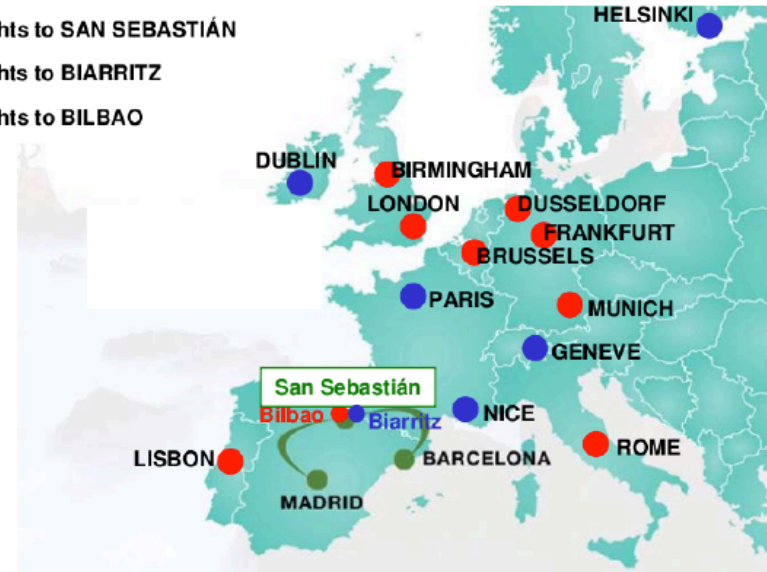 hts to SAN SEBASTIÁN
hts to BIARRITZ
hts to BILBAO
HELSINKI
DUBLIN
BIRMINGHAM
LONDON
DUSSELDORF
FRANKFURT
BRUSSELS
PARIS
MUNICH
GENEVE
San Sebastián
Bilbao
Biarritz
NICE
ROME
LISBON
BARCELONA
MADRID